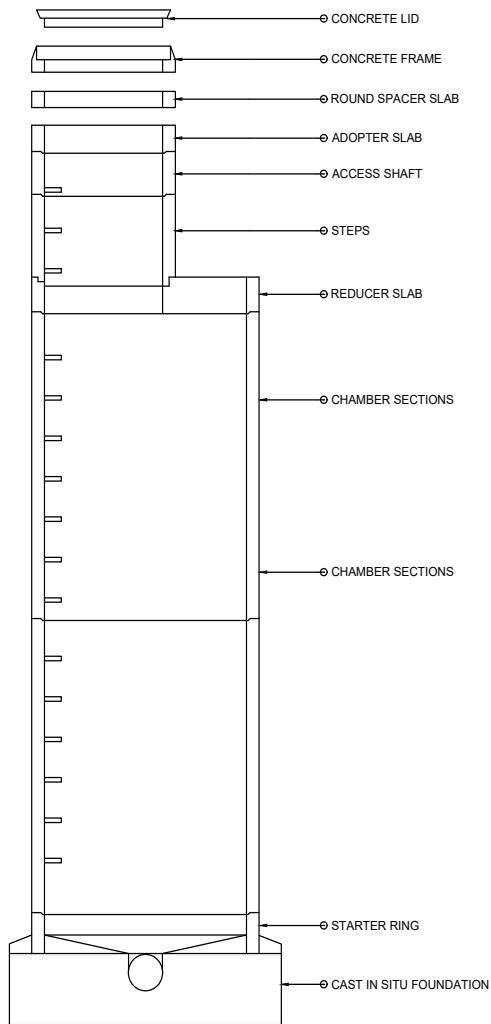 CONCRETE LID
CONCRETE FRAME
ROUND SPACER SLAB
ADOPTER SLAB
ACCESS SHAFT
STEPS
REDUCER SLAB
CHAMBER SECTIONS
CHAMBER SECTIONS
STARTER RING
CAST IN SITU FOUNDATION